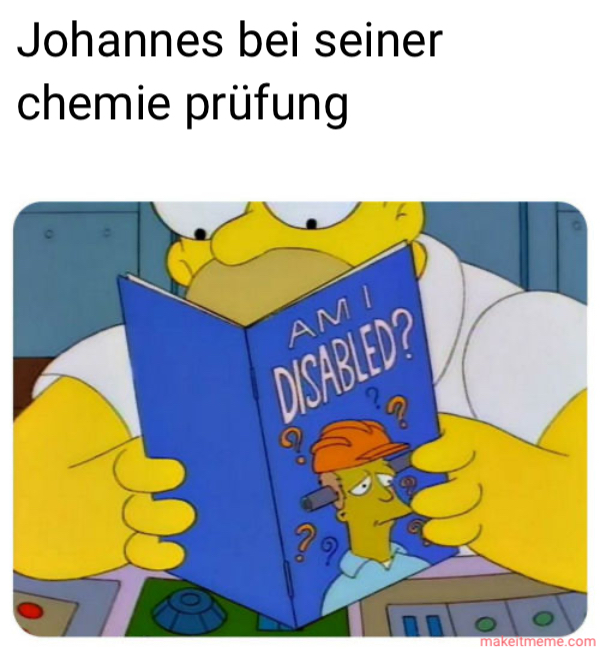 Johannes bei seiner
chemie prüfung
AM I
DISABLED?
makeitmeme.com